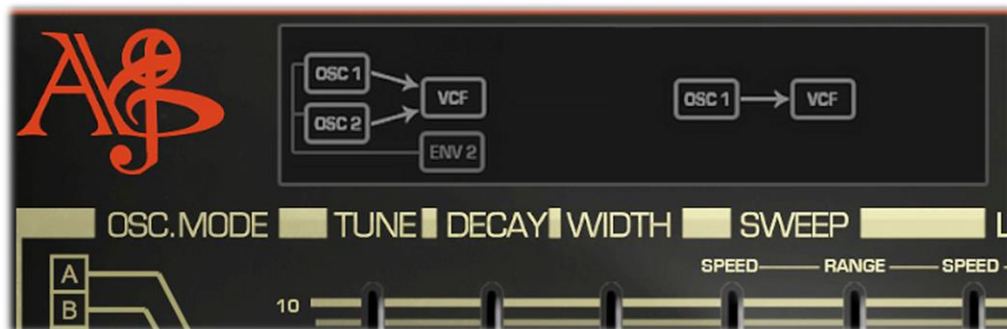 OSC 1
OSC 2
VCF
ENV 2
OSC 1
VCF
OSC. MODE TUNE DECAY WIDTH SWEEP L
SPEED RANGE SPEED
A
B
10